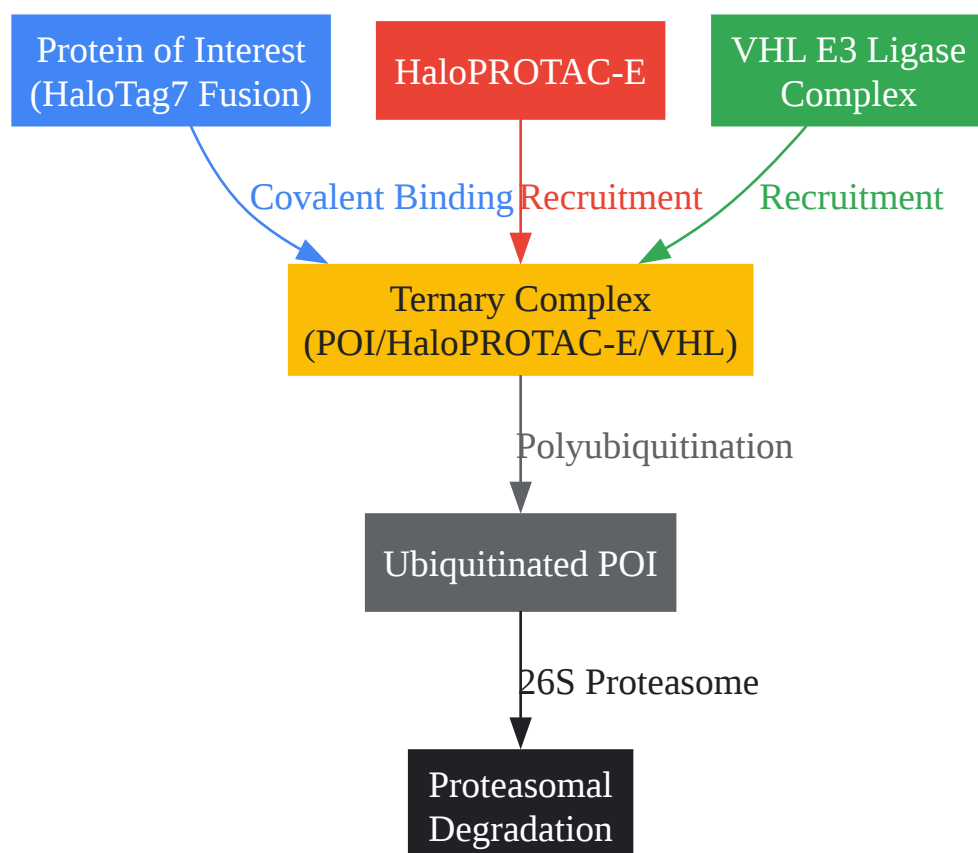 Protein of Interest
(HaloTag7 Fusion)
HaloPROTAC-E
VHL E3 Ligase
Complex
Covalent Binding
Recruitment
Recruitment
Ternary Complex
(POI/HaloPROTAC-E/VHL)
Polyubiquitination
Ubiquitinated POI
26S Proteasome
Proteasomal
Degradation